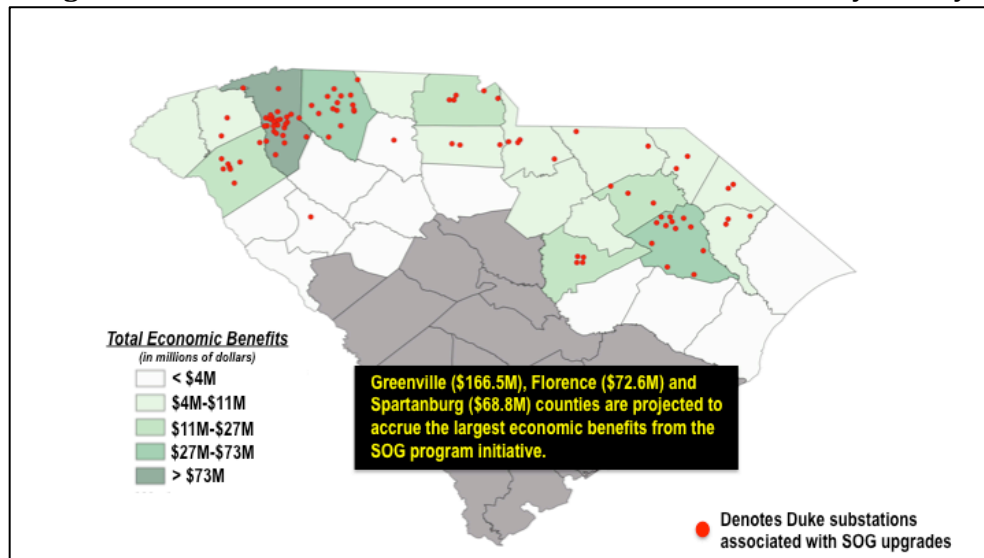 Total Economic Benefits
(in millions of dollars)
< $4M
$4M-$11M
$11M-$27M
$27M-$73M
> $73M
Greenville ($166.5M), Florence ($72.6M) and
Spartanburg ($68.8M) counties are projected to
accrue the largest economic benefits from the
SOG program initiative.
Denotes Duke substations
associated with SOG upgrades